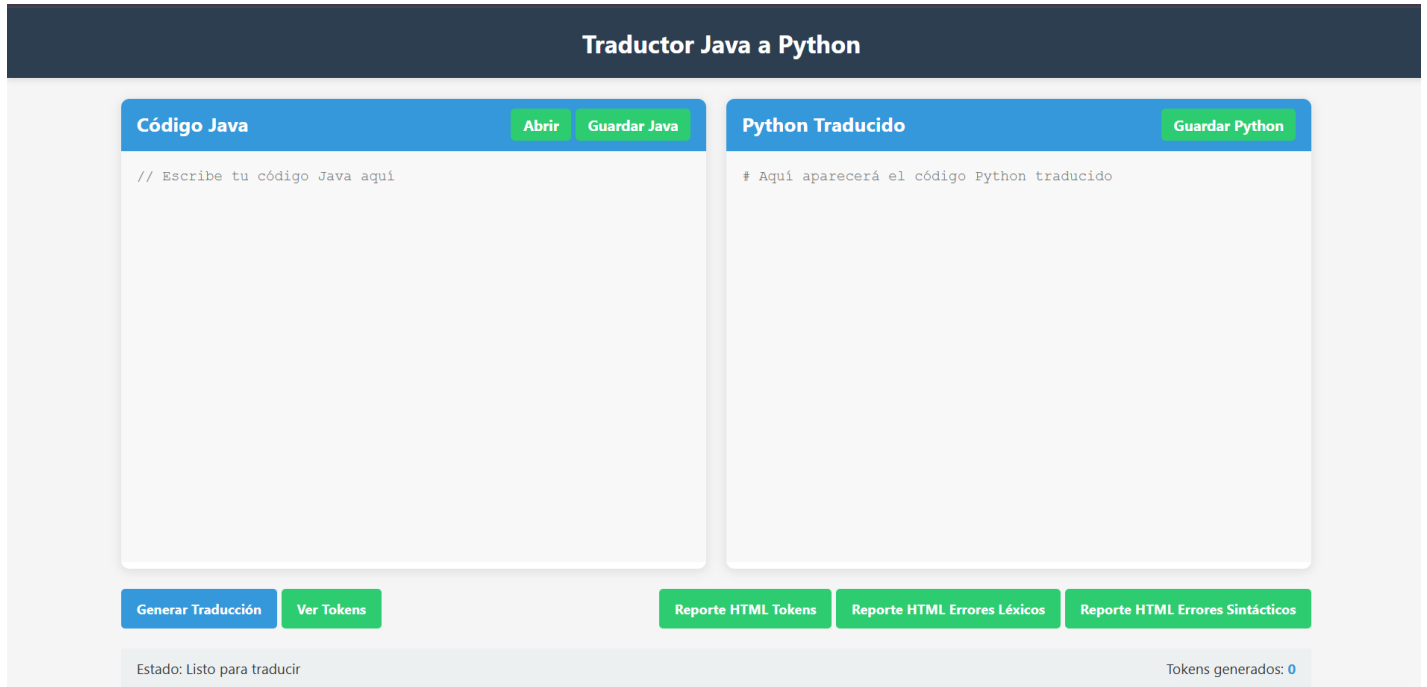 Traductor Java a Python
Código Java
Abrir
Guardar Java
// Escribe tu código Java aquí
Python Traducido
Guardar Python
# Aquí aparecerá el código Python traducido
Generar Traducción
Ver Tokens
Reporte HTML Tokens
Reporte HTML Errores Léxicos
Reporte HTML Errores Sintácticos
Estado: Listo para traducir
Tokens generados: 0